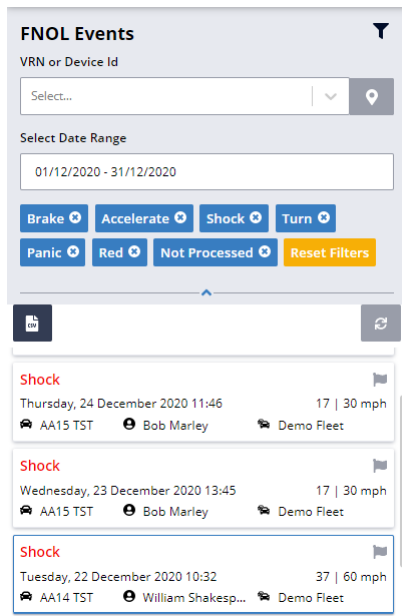 FNOL Events
VRN or Device Id
Select...
Select Date Range
01/12/2020 - 31/12/2020
Brake Accelerate Shock Turn
Panic Red Not Processed Reset Filters
CSV
Shock
Thursday, 24 December 2020 11:46 17 | 30 mph
AA15 TST Bob Marley Demo Fleet
Shock
Wednesday, 23 December 2020 13:45 17 | 30 mph
AA15 TST Bob Marley Demo Fleet
Shock
Tuesday, 22 December 2020 10:32 37 | 60 mph
AA14 TST William Shakesp... Demo Fleet